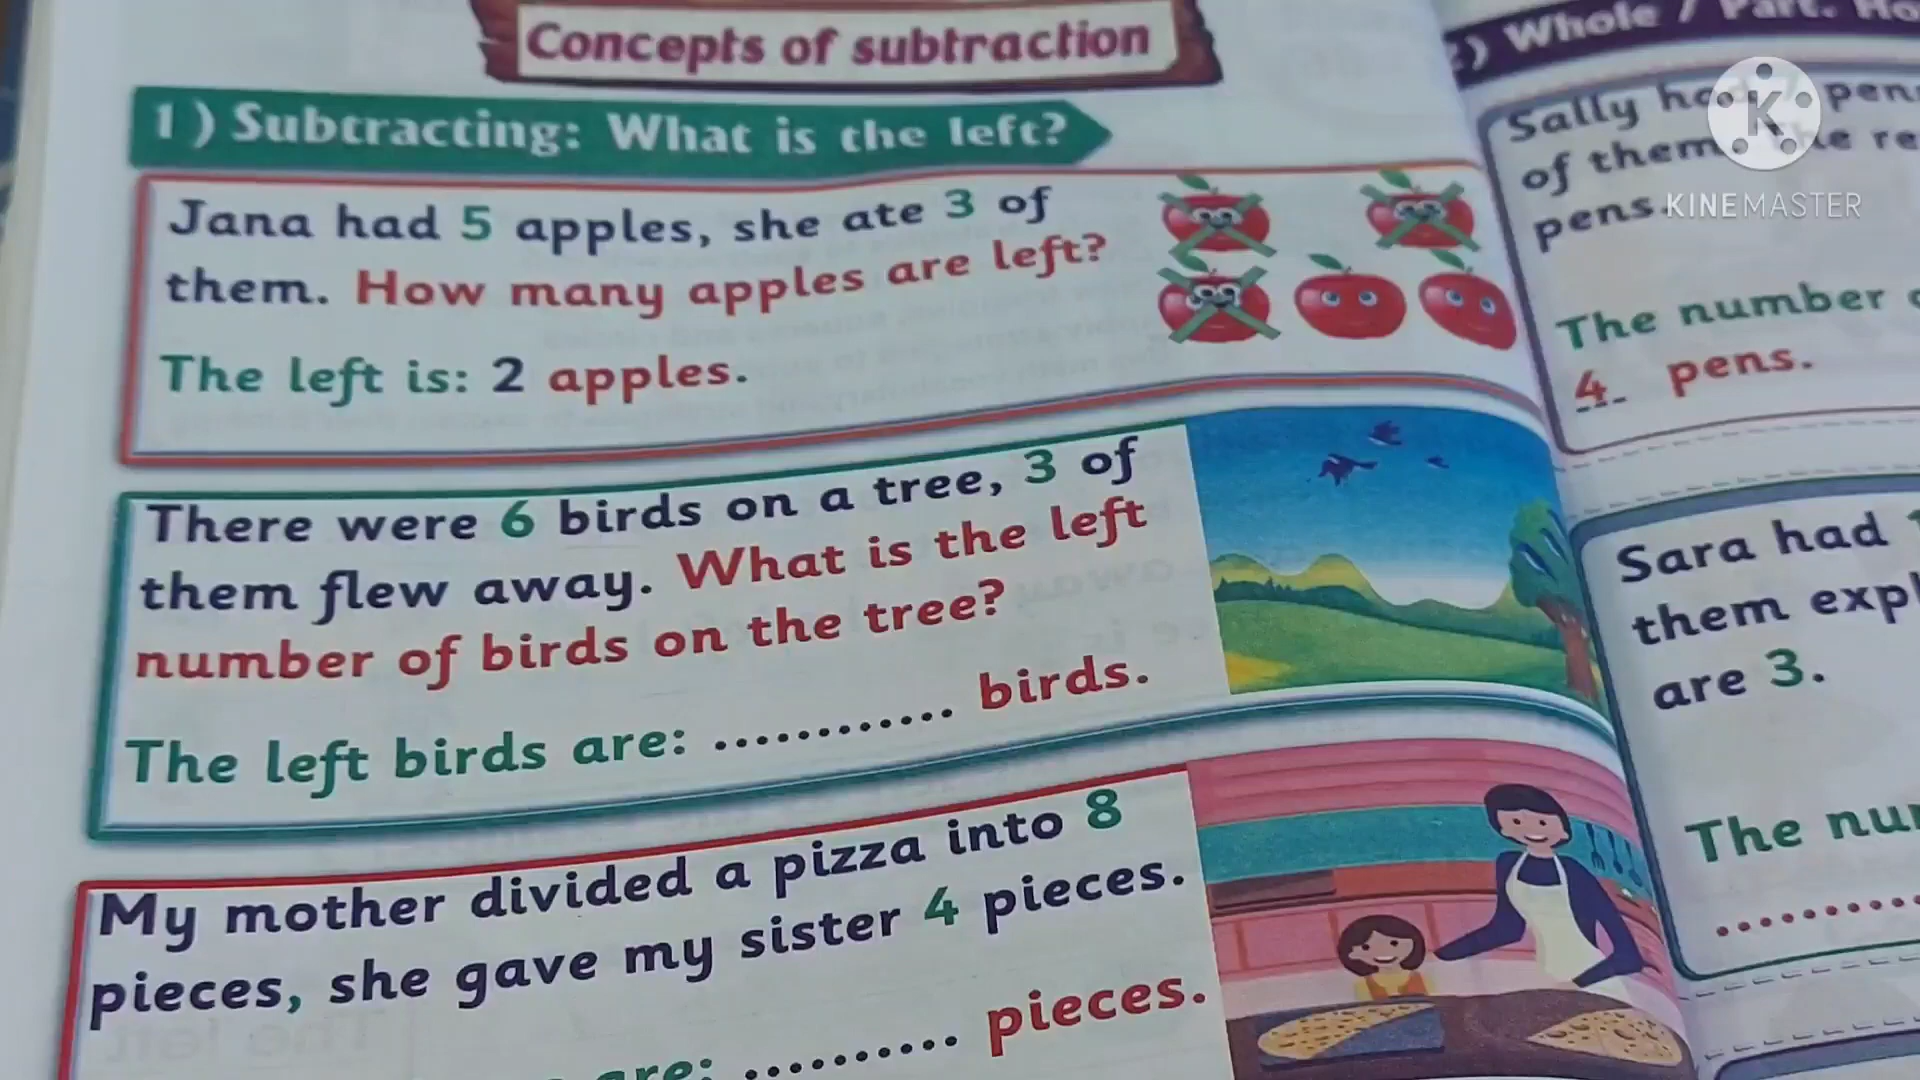 Concepts of subtraction
1) Subtracting: What is the left?
Jana had 5 apples, she ate 3 of
them. How many apples are left?
The left is: 2 apples.
There were 6 birds on a tree, 3 of
them flew away. What is the left
number of birds on the tree?
The left birds are: ............ birds.
My mother divided a pizza into 8
pieces, she gave my sister 4 pieces.
are: .......... pieces.
) Whole / Part.
Sally
of them
pens.
The number
4 pens.
Sara had
them
are 3.
The
..........
K
KINEMASTER